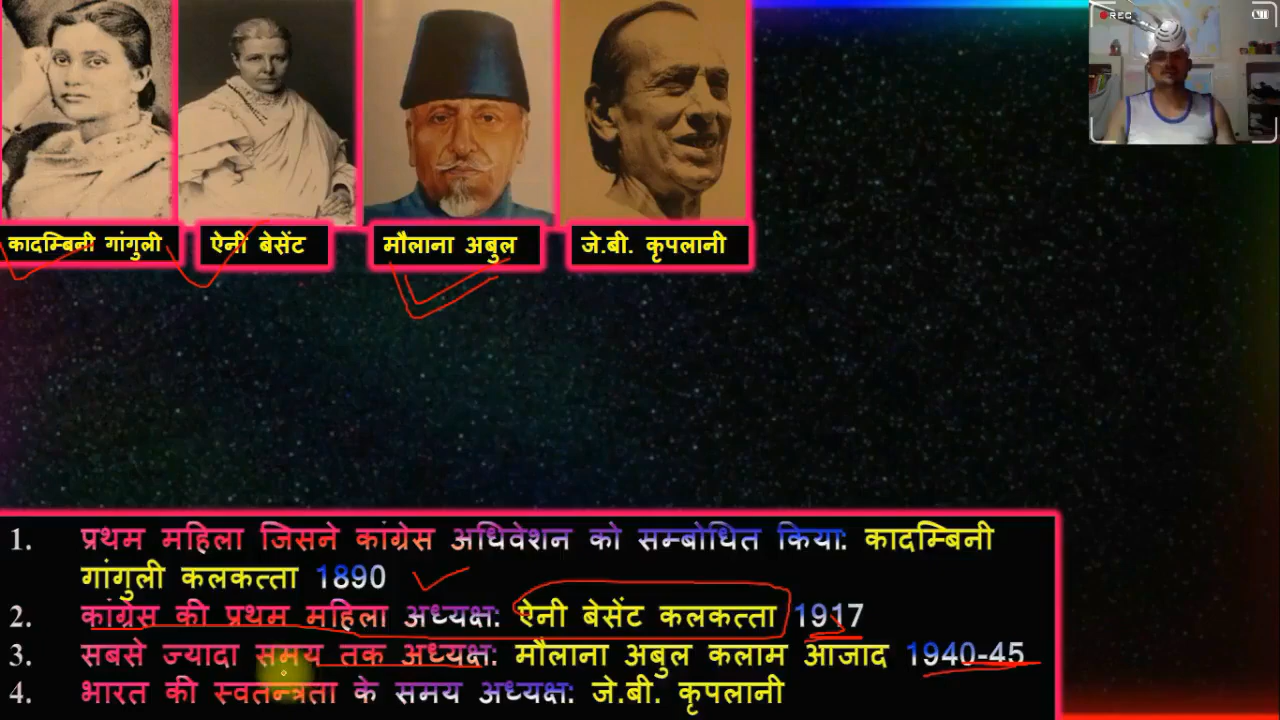 REC
कादम्बिनी गांगुली
ऐनी बेसेंट
मौलाना अबुल
जे.बी. कृपलानी
1. प्रथम महिला जिसने कांग्रेस अधिवेशन को सम्बोधित किया: कादम्बिनी
गांगुली कलकत्ता 1890
2. कांग्रेस की प्रथम महिला अध्यक्ष: ऐनी बेसेंट कलकत्ता 1917
3. सबसे ज्यादा समय तक अध्यक्ष: मौलाना अबुल कलाम आजाद 1940-45
4. भारत की स्वतन्त्रता के समय अध्यक्ष: जे.बी. कृपलानी